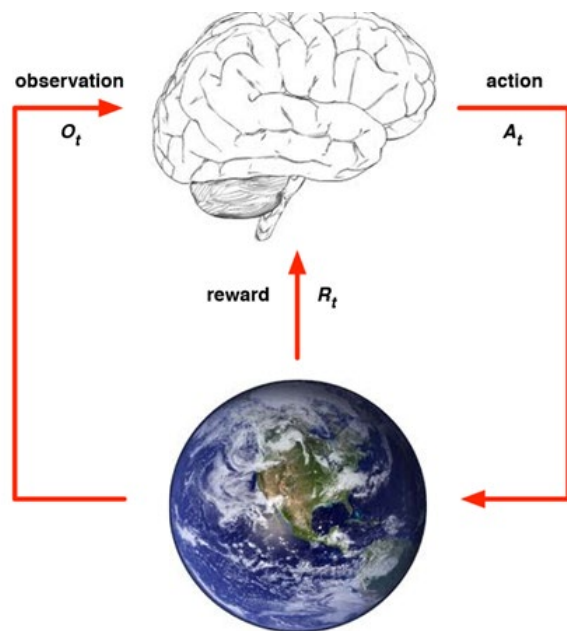 observation
action
O_t
A_t
reward
R_t